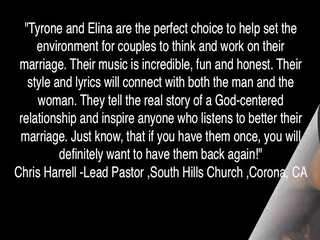 "Tyrone and Elina are the perfect choice to help set the
environment for couples to think and work on their
marriage. Their music is incredible, fun and honest. Their
style and lyrics will connect with both the man and the
woman. They tell the real story of a God-centered
relationship and inspire anyone who listens to better their
marriage. Just know, that if you have them once, you will
definitely want to have them back again!"
Chris Harrell -Lead Pastor ,South Hills Church ,Corona, CA